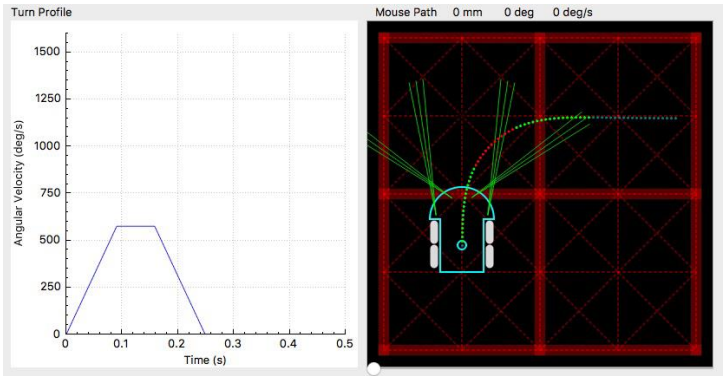 Turn Profile
Mouse Path 0 mm 0 deg 0 deg/s
1500
1250
1000
750
500
250
0
Angular Velocity (deg/s)
0 0.1 0.2 0.3 0.4 0.5
Time (s)